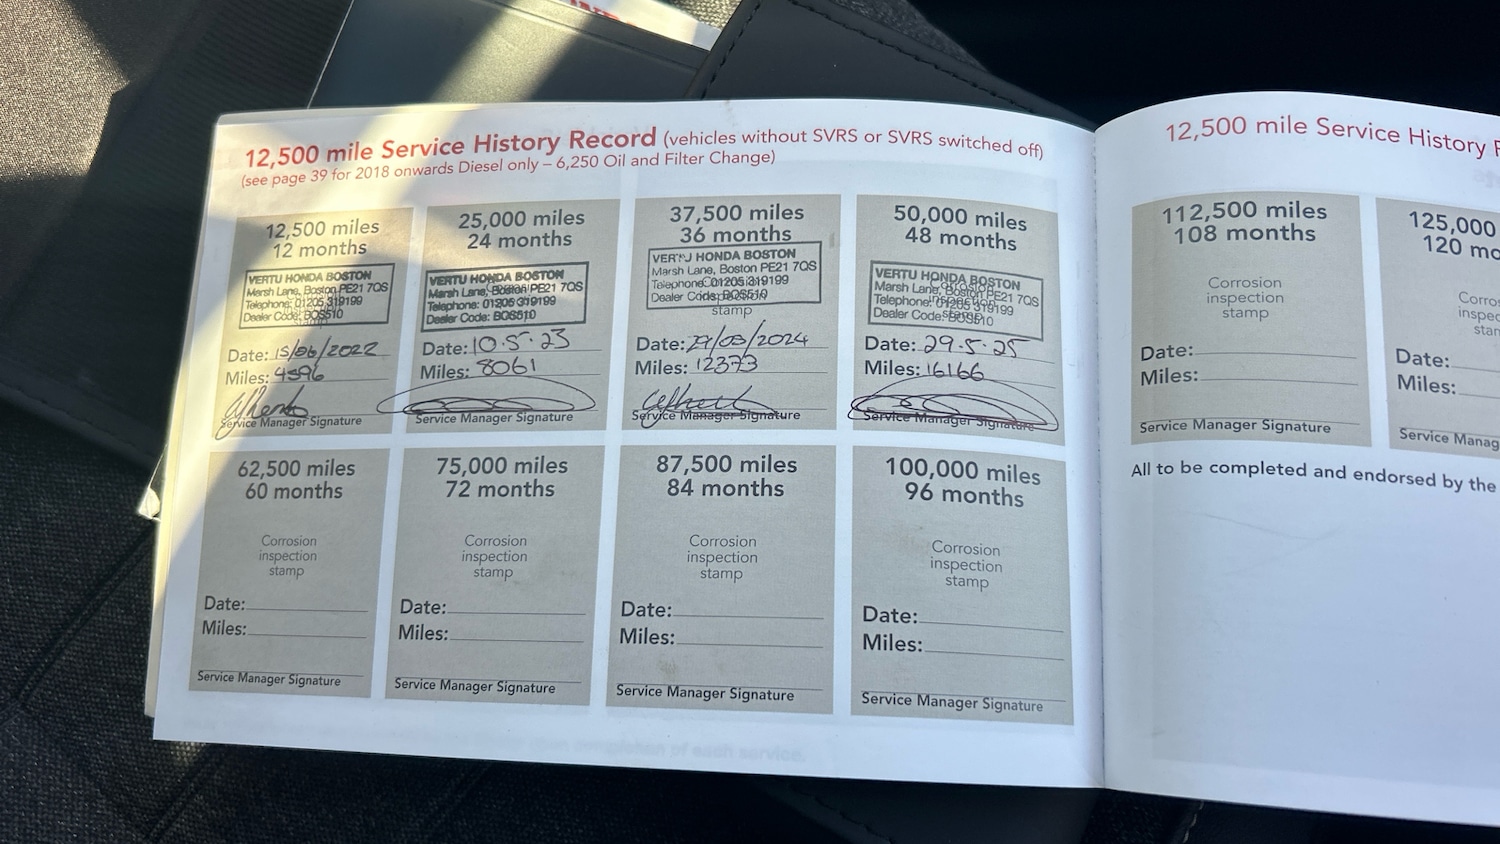 12,500 mile Service History Record (vehicles without SVRS or SVRS switched off)
(see page 39 for 2018 onwards Diesel only – 6,250 Oil and Filter Change)
12,500 miles
12 months
VERTU HONDA BOSTON
Marsh Lane, Boston PE21 7QS
Telephone: 01205 319199
Dealer Code: BOS510
stamp
Date: 15/06/2022
Miles: 4596
Service Manager Signature
25,000 miles
24 months
VERTU HONDA BOSTON
Marsh Lane, Boston PE21 7QS
Telephone: 01205 319199
Dealer Code: BOS510
Date: 10.5.23
Miles: 8061
Service Manager Signature
37,500 miles
36 months
VERTU HONDA BOSTON
Marsh Lane, Boston PE21 7QS
Telephone: 01205 319199
Dealer Code: BOS510
stamp
Date: /2024
Miles: 12373
Service Manager Signature
50,000 miles
48 months
VERTU HONDA BOSTON
Marsh Lane, Boston PE21 7QS
Telephone: 01205 319199
Dealer Code: BOS510
Date: 29.5.25
Miles: 16166
Service Manager Signature
62,500 miles
60 months
Corrosion
inspection
stamp
Date:
Miles:
Service Manager Signature
75,000 miles
72 months
Corrosion
inspection
stamp
Date:
Miles:
Service Manager Signature
87,500 miles
84 months
Corrosion
inspection
stamp
Date:
Miles:
Service Manager Signature
100,000 miles
96 months
Corrosion
inspection
stamp
Date:
Miles:
Service Manager Signature
12,500 mile Service History
112,500 miles
108 months
Corrosion
inspection
stamp
Date:
Miles:
Service Manager Signature
125,000
120 mo
Corro
inspec
stam
Date:
Miles:
Service Manag
All to be completed and endorsed by the